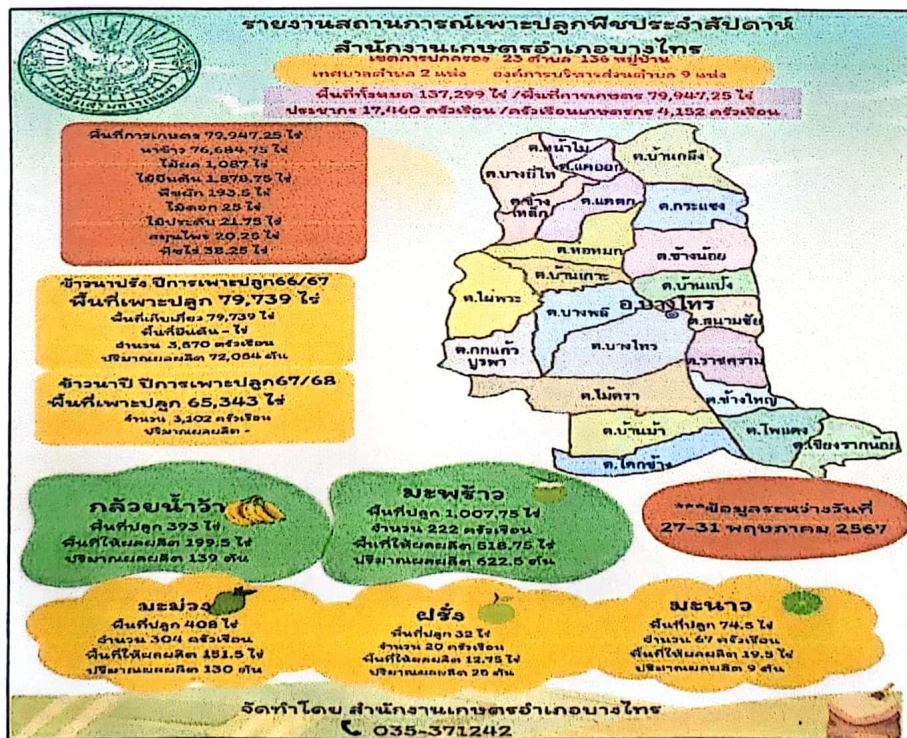 รายงานสถานการณ์เพาะปลูกพืชประจำสัปดาห์
สำนักงานเกษตรอำเภอบางไทร
เขตการปกครอง 23 ตำบล 136 หมู่บ้าน
เทศบาลตำบล 2 แห่ง องค์การบริหารส่วนตำบล 9 แห่ง
พื้นที่ทั้งหมด 137,299 ไร่ /พื้นที่การเกษตร 79,947.25 ไร่
ประชากร 17,460 ครัวเรือน /ครัวเรือนเกษตรกร 4,152 ครัวเรือน
กรมส่งเสริมการเกษตร
พื้นที่การเกษตร 79,947.25 ไร่
นาข้าว 76,684.75 ไร่
ไม้ผล 1,087 ไร่
ไม้ยืนต้น 1,878.75 ไร่
พืชผัก 193.5 ไร่
ไม้ดอก 25 ไร่
ไม้ประดับ 21.75 ไร่
สมุนไพร 20.25 ไร่
พืชไร่ 38.25 ไร่
ข้าวนาปรัง ปีการเพาะปลูก66/67
พื้นที่เพาะปลูก 79,739 ไร่
พื้นที่เก็บเกี่ยว 79,739 ไร่
พื้นที่ยืนต้น - ไร่
จำนวน 3,870 ครัวเรือน
ปริมาณผลผลิต 72,084 ตัน
ข้าวนาปี ปีการเพาะปลูก67/68
พื้นที่เพาะปลูก 65,343 ไร่
จำนวน 3,102 ครัวเรือน
ปริมาณผลผลิต -
ต.หน้าไม้
ต.บ้านกลึง
ต.บางยี่โท
ต.แคออก
ต.ช้างเหล็ก
ต.แคตก
ต.กระแชง
ต.ห่อหมก
ต.ช้างน้อย
ต.บ้านเกาะ
ต.บ้านแป้ง
ต.ไผ่พระ
อ.บางไทร
ต.บางพลี
ต.สนามชัย
ต.กกแก้ว
บูรพา
ต.บางไทร
ต.ราชคราม
ต.ไม้ตรา
ต.ช้างใหญ่
ต.บ้านม้า
ต.โพแตง
ต.เชียงรากน้อย
ต.โคกช้าง
กล้วยน้ำว้า
พื้นที่ปลูก 393 ไร่
พื้นที่ให้ผลผลิต 199.5 ไร่
ปริมาณผลผลิต 139 ตัน
มะพร้าว
พื้นที่ปลูก 1,007.75 ไร่
จำนวน 222 ครัวเรือน
พื้นที่ให้ผลผลิต 518.75 ไร่
ปริมาณผลผลิต 622.5 ตัน
***ข้อมูลระหว่างวันที่
27-31 พฤษภาคม 2567
มะม่วง
พื้นที่ปลูก 408 ไร่
จำนวน 304 ครัวเรือน
พื้นที่ให้ผลผลิต 151.5 ไร่
ปริมาณผลผลิต 130 ตัน
ฝรั่ง
พื้นที่ปลูก 32 ไร่
จำนวน 20 ครัวเรือน
พื้นที่ให้ผลผลิต 12.75 ไร่
ปริมาณผลผลิต 26 ตัน
มะนาว
พื้นที่ปลูก 74.5 ไร่
จำนวน 67 ครัวเรือน
พื้นที่ให้ผลผลิต 19.5 ไร่
ปริมาณผลผลิต 9 ตัน
จัดทำโดย สำนักงานเกษตรอำเภอบางไทร
035-371242